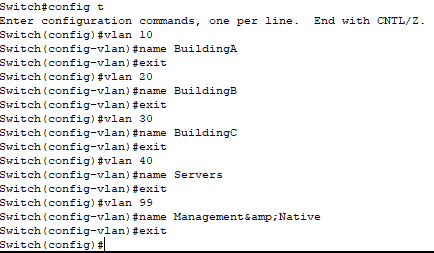 Switch#config t
Enter configuration commands, one per line.  End with CNTL/Z.
Switch(config)#vlan 10
Switch(config-vlan)#name BuildingA
Switch(config-vlan)#exit
Switch(config)#vlan 20
Switch(config-vlan)#name BuildingB
Switch(config-vlan)#exit
Switch(config)#vlan 30
Switch(config-vlan)#name BuildingC
Switch(config-vlan)#exit
Switch(config)#vlan 40
Switch(config-vlan)#name Servers
Switch(config-vlan)#exit
Switch(config)#vlan 99
Switch(config-vlan)#name Management&amp;Native
Switch(config-vlan)#exit
Switch(config)#